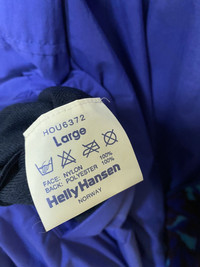 HOU6372
Large
FACE: NYLON 100%
BACK: POLYESTER 100%
Helly Hansen
NORWAY